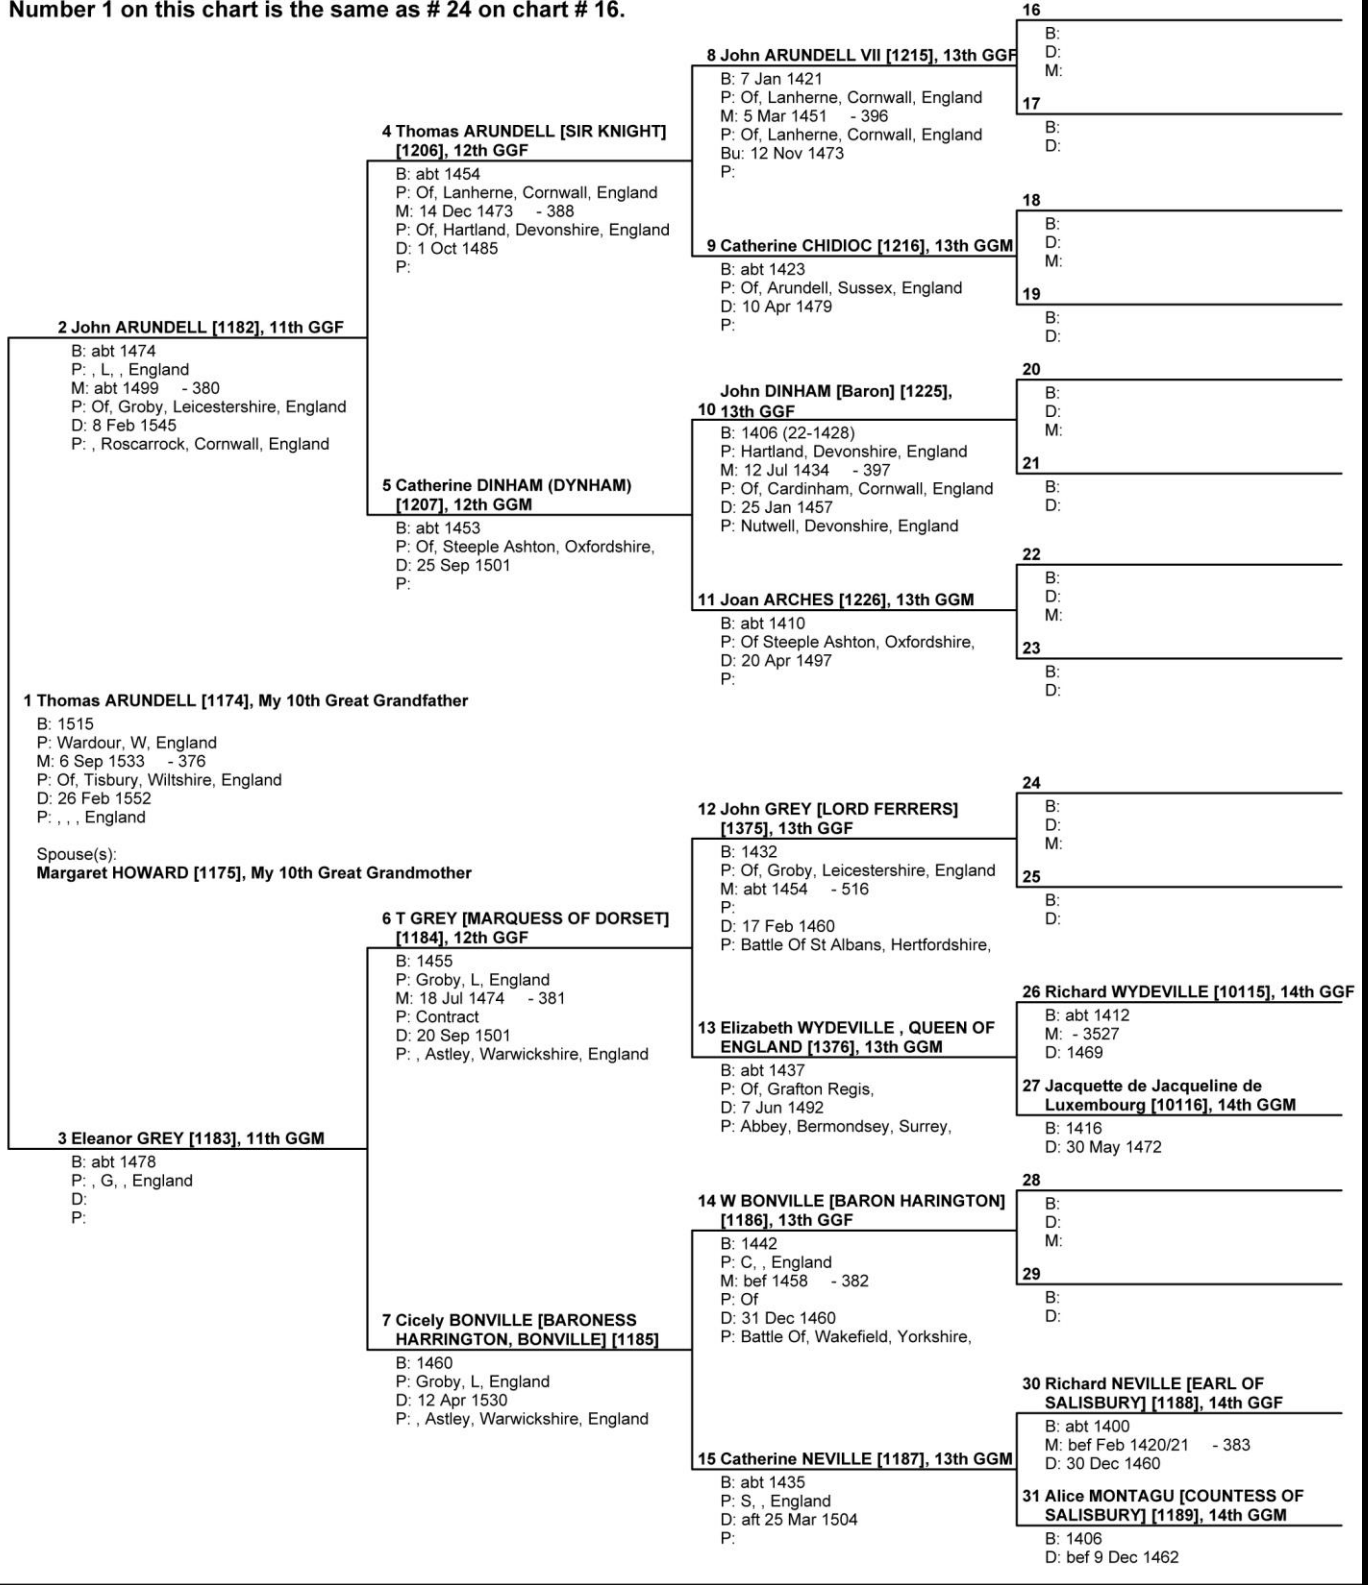 Number 1 on this chart is the same as # 24 on chart # 16.
1 Thomas ARUNDELL [1174], My 10th Great Grandfather
B: 1515
P: Wardour, W, England
M: 6 Sep 1533 - 376
P: Of, Tisbury, Wiltshire, England
D: 26 Feb 1552
P: , , , England
Spouse(s):
Margaret HOWARD [1175], My 10th Great Grandmother
2 John ARUNDELL [1182], 11th GGF
B: abt 1474
P: , L, , England
M: abt 1499 - 380
P: Of, Groby, Leicestershire, England
D: 8 Feb 1545
P: , Roscarrock, Cornwall, England
3 Eleanor GREY [1183], 11th GGM
B: abt 1478
P: , G, , England
D:
P:
4 Thomas ARUNDELL [SIR KNIGHT]
[1206], 12th GGF
B: abt 1454
P: Of, Lanherne, Cornwall, England
M: 14 Dec 1473 - 388
P: Of, Hartland, Devonshire, England
D: 1 Oct 1485
P:
5 Catherine DINHAM (DYNHAM)
[1207], 12th GGM
B: abt 1453
P: Of, Steeple Ashton, Oxfordshire,
D: 25 Sep 1501
P:
6 T GREY [MARQUESS OF DORSET]
[1184], 12th GGF
B: 1455
P: Groby, L, England
M: 18 Jul 1474 - 381
P: Contract
D: 20 Sep 1501
P: , Astley, Warwickshire, England
7 Cicely BONVILLE [BARONESS
HARRINGTON, BONVILLE] [1185]
B: 1460
P: Groby, L, England
D: 12 Apr 1530
P: , Astley, Warwickshire, England
8 John ARUNDELL VII [1215], 13th GGF
B: 7 Jan 1421
P: Of, Lanherne, Cornwall, England
M: 5 Mar 1451 - 396
P: Of, Lanherne, Cornwall, England
Bu: 12 Nov 1473
P:
9 Catherine CHIDIOC [1216], 13th GGM
B: abt 1423
P: Of, Arundell, Sussex, England
D: 10 Apr 1479
P:
John DINHAM [Baron] [1225],
10 13th GGF
B: 1406 (22-1428)
P: Hartland, Devonshire, England
M: 12 Jul 1434 - 397
P: Of, Cardinham, Cornwall, England
D: 25 Jan 1457
P: Nutwell, Devonshire, England
11 Joan ARCHES [1226], 13th GGM
B: abt 1410
P: Of Steeple Ashton, Oxfordshire,
D: 20 Apr 1497
P:
12 John GREY [LORD FERRERS]
[1375], 13th GGF
B: 1432
P: Of, Groby, Leicestershire, England
M: abt 1454 - 516
P:
D: 17 Feb 1460
P: Battle Of St Albans, Hertfordshire,
13 Elizabeth WYDEVILLE , QUEEN OF
ENGLAND [1376], 13th GGM
B: abt 1437
P: Of, Grafton Regis,
D: 7 Jun 1492
P: Abbey, Bermondsey, Surrey,
14 W BONVILLE [BARON HARINGTON]
[1186], 13th GGF
B: 1442
P: C, , England
M: bef 1458 - 382
P: Of
D: 31 Dec 1460
P: Battle Of, Wakefield, Yorkshire,
15 Catherine NEVILLE [1187], 13th GGM
B: abt 1435
P: S, , England
D: aft 25 Mar 1504
P:
16
B:
D:
M:
17
B:
D:
18
B:
D:
M:
19
B:
D:
20
B:
D:
M:
21
B:
D:
22
B:
D:
M:
23
B:
D:
24
B:
D:
M:
25
B:
D:
26 Richard WYDEVILLE [10115], 14th GGF
B: abt 1412
M: - 3527
D: 1469
27 Jacquette de Jacqueline de
Luxembourg [10116], 14th GGM
B: 1416
D: 30 May 1472
28
B:
D:
M:
29
B:
D:
30 Richard NEVILLE [EARL OF
SALISBURY] [1188], 14th GGF
B: abt 1400
M: bef Feb 1420/21 - 383
D: 30 Dec 1460
31 Alice MONTAGU [COUNTESS OF
SALISBURY] [1189], 14th GGM
B: 1406
D: bef 9 Dec 1462